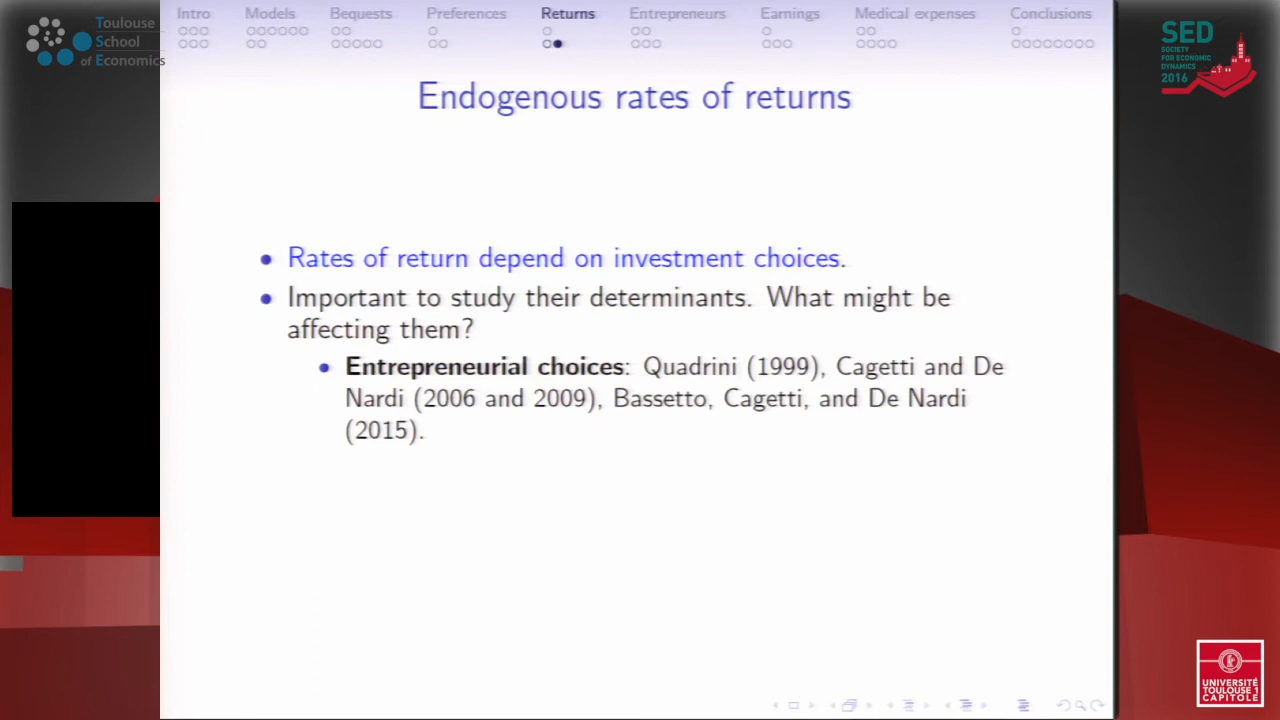 Toulouse
School
of Economics
Intro Models Bequests Preferences Returns Entrepreneurs Earnings Medical expenses Conclusions
SED
SOCIETY
FOR ECONOMIC
DYNAMICS
2016
Endogenous rates of returns
Rates of return depend on investment choices.
Important to study their determinants. What might be
affecting them?
Entrepreneurial choices: Quadrini (1999), Cagetti and De
Nardi (2006 and 2009), Bassetto, Cagetti, and De Nardi
(2015).
UNIVERSITÉ
TOULOUSE 1
CAPITOLE